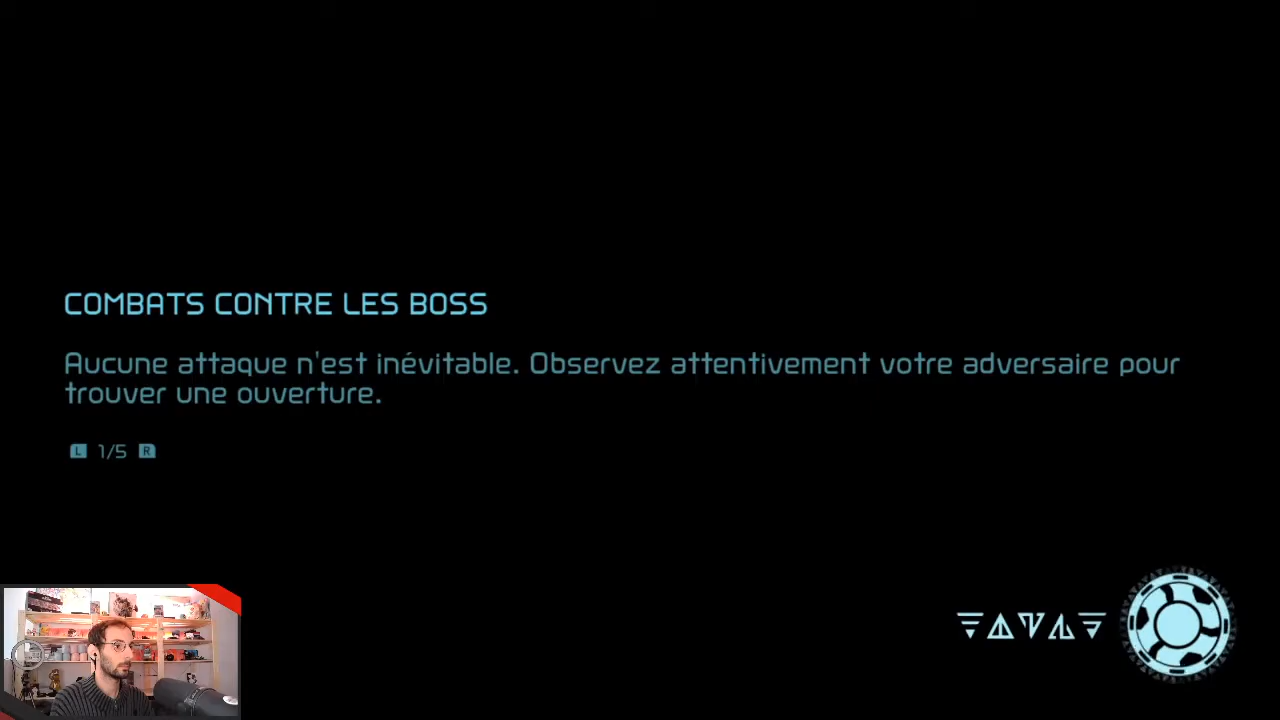 COMBATS CONTRE LES BOSS
Aucune attaque n'est inévitable. Observez attentivement votre adversaire pour
trouver une ouverture.
L 1/5 R